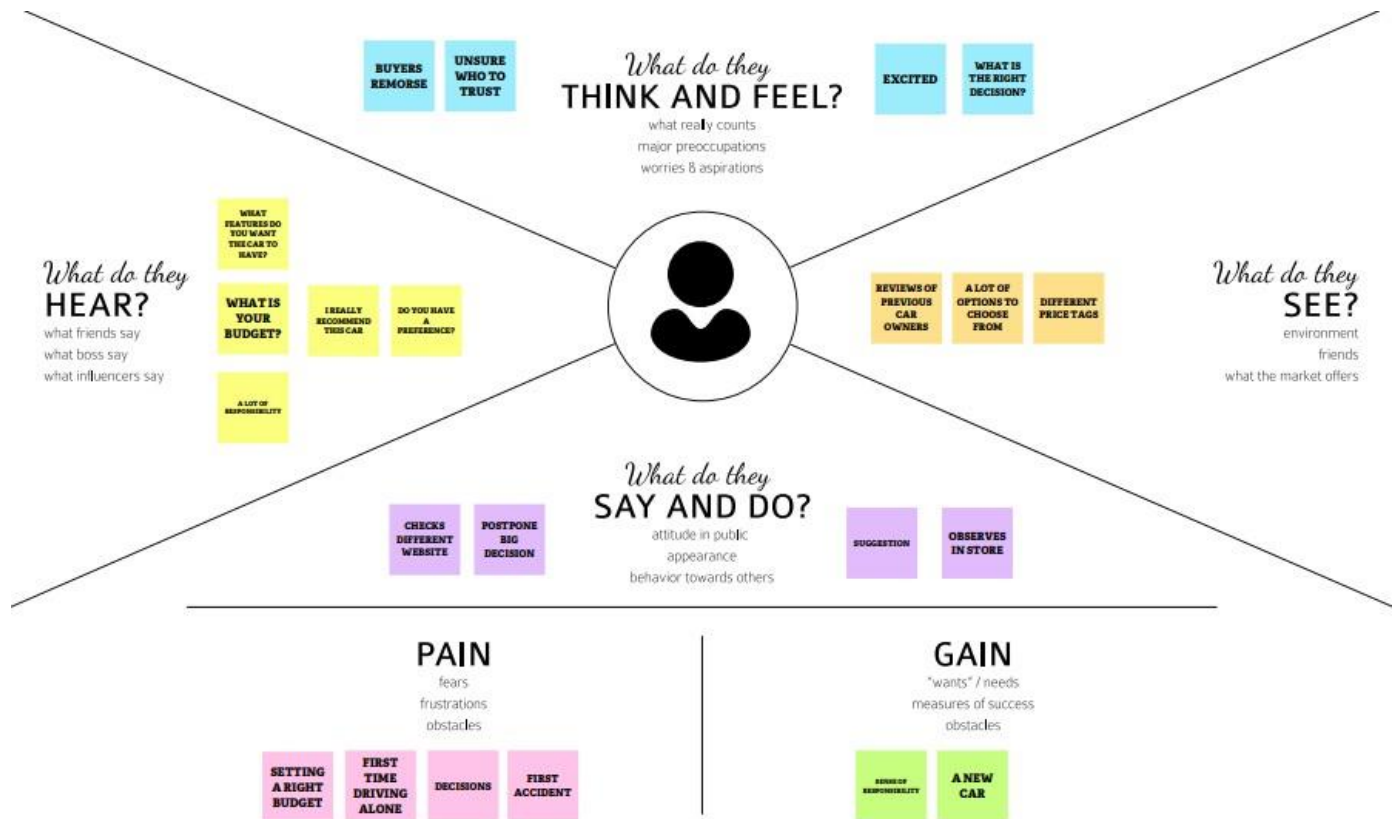 BUYERS
REMORSE
UNSURE
WHO TO
TRUST
What do they
THINK AND FEEL?
what really counts
major preoccupations
worries & aspirations
EXCITED
WHAT IS
THE RIGHT
DECISION?
What do they
HEAR?
what friends say
what boss say
what influencers say
WHAT
FEATURES DO
YOU WANT
THE CAR TO
HAVE?
WHAT IS
YOUR
BUDGET?
I REALLY
RECOMMEND
THIS CAR
DO YOU HAVE
A
PREFERENCE?
A LOT OF
RESPONSIBILITY
REVIEWS OF
PREVIOUS
CAR
OWNERS
A LOT OF
OPTIONS TO
CHOOSE
FROM
DIFFERENT
PRICE TAGS
What do they
SEE?
environment
friends
what the market offers
What do they
SAY AND DO?
attitude in public
appearance
behavior towards others
CHECKS
DIFFERENT
WEBSITE
POSTPONE
BIG
DECISION
SUGGESTION
OBSERVES
IN STORE
PAIN
fears
frustrations
obstacles
SETTING
A RIGHT
BUDGET
FIRST
TIME
DRIVING
ALONE
DECISIONS
FIRST
ACCIDENT
GAIN
"wants" / needs
measures of success
obstacles
SENSE OF
RESPONSIBILITY
A NEW
CAR